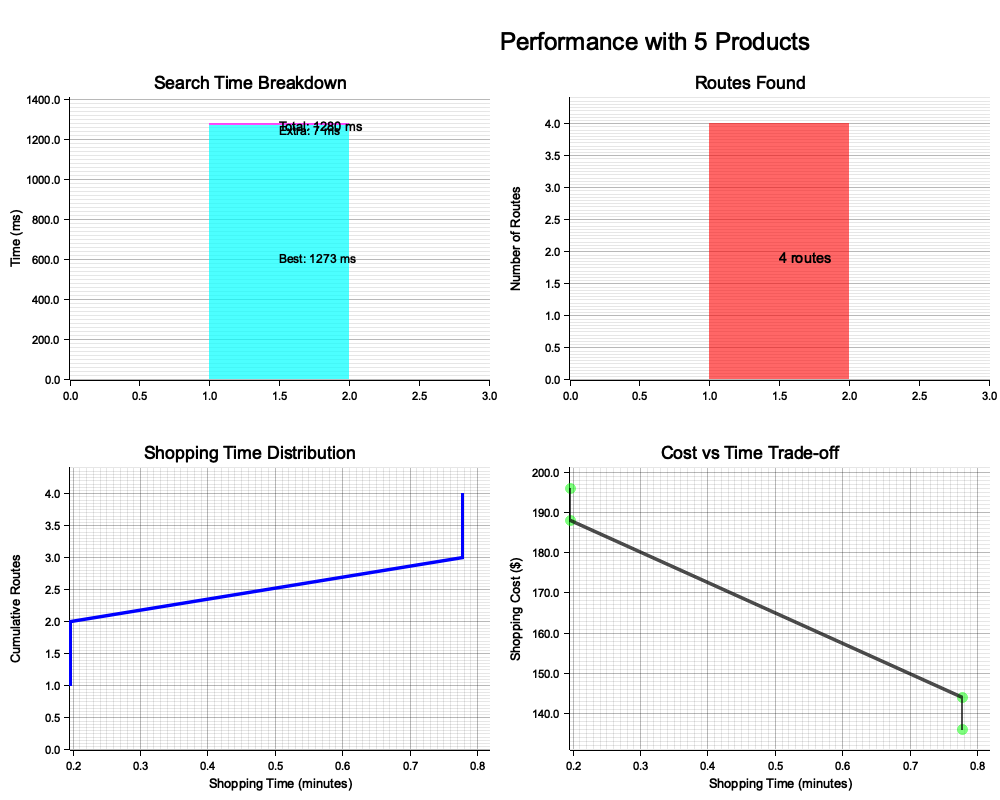 Performance with 5 Products
Search Time Breakdown
1400.0
1200.0
1000.0
800.0
600.0
400.0
200.0
0.0
Time (ms)
Total: 1280 ms
Extra: 7 ms
Best: 1273 ms
0.0 0.5 1.0 1.5 2.0 2.5 3.0
Routes Found
4.0
3.5
3.0
2.5
2.0
1.5
1.0
0.5
0.0
Number of Routes
4 routes
0.0 0.5 1.0 1.5 2.0 2.5 3.0
Shopping Time Distribution
4.0
3.5
3.0
2.5
2.0
1.5
1.0
0.5
0.0
Cumulative Routes
0.2 0.3 0.4 0.5 0.6 0.7 0.8
Shopping Time (minutes)
Cost vs Time Trade-off
200.0
190.0
180.0
170.0
160.0
150.0
140.0
Shopping Cost ($)
0.2 0.3 0.4 0.5 0.6 0.7 0.8
Shopping Time (minutes)